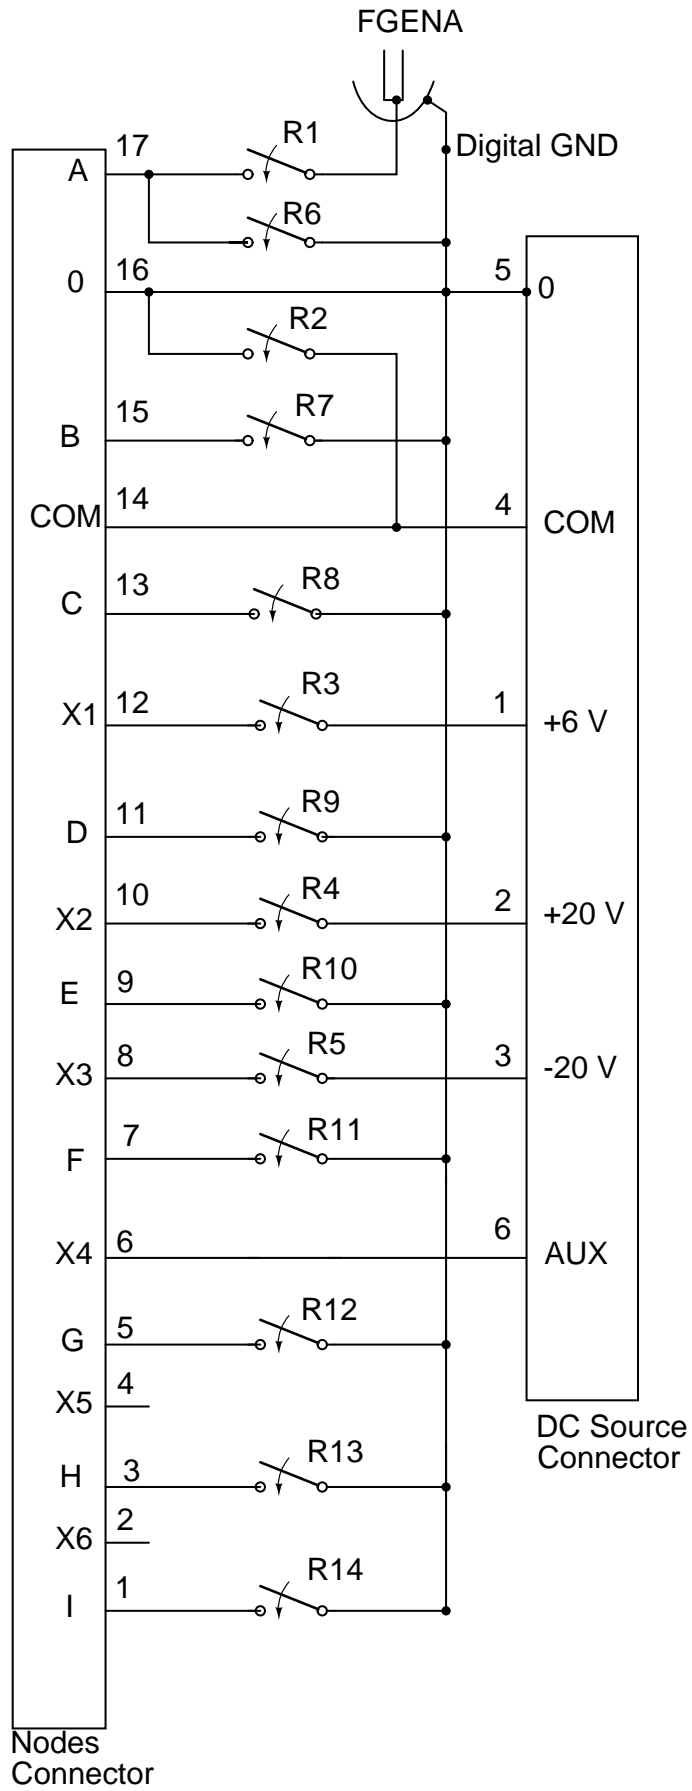 FGENA
17
R1
Digital GND
A
R6
16
5
0
0
R2
15
R7
B
14
4
COM
COM
13
R8
C
12
R3
1
X1
+6 V
11
R9
D
10
R4
2
X2
+20 V
9
R10
E
8
R5
3
X3
-20 V
7
R11
F
6
6
X4
AUX
5
R12
G
4
X5
DC Source
Connector
3
R13
H
2
X6
1
R14
I
Nodes
Connector